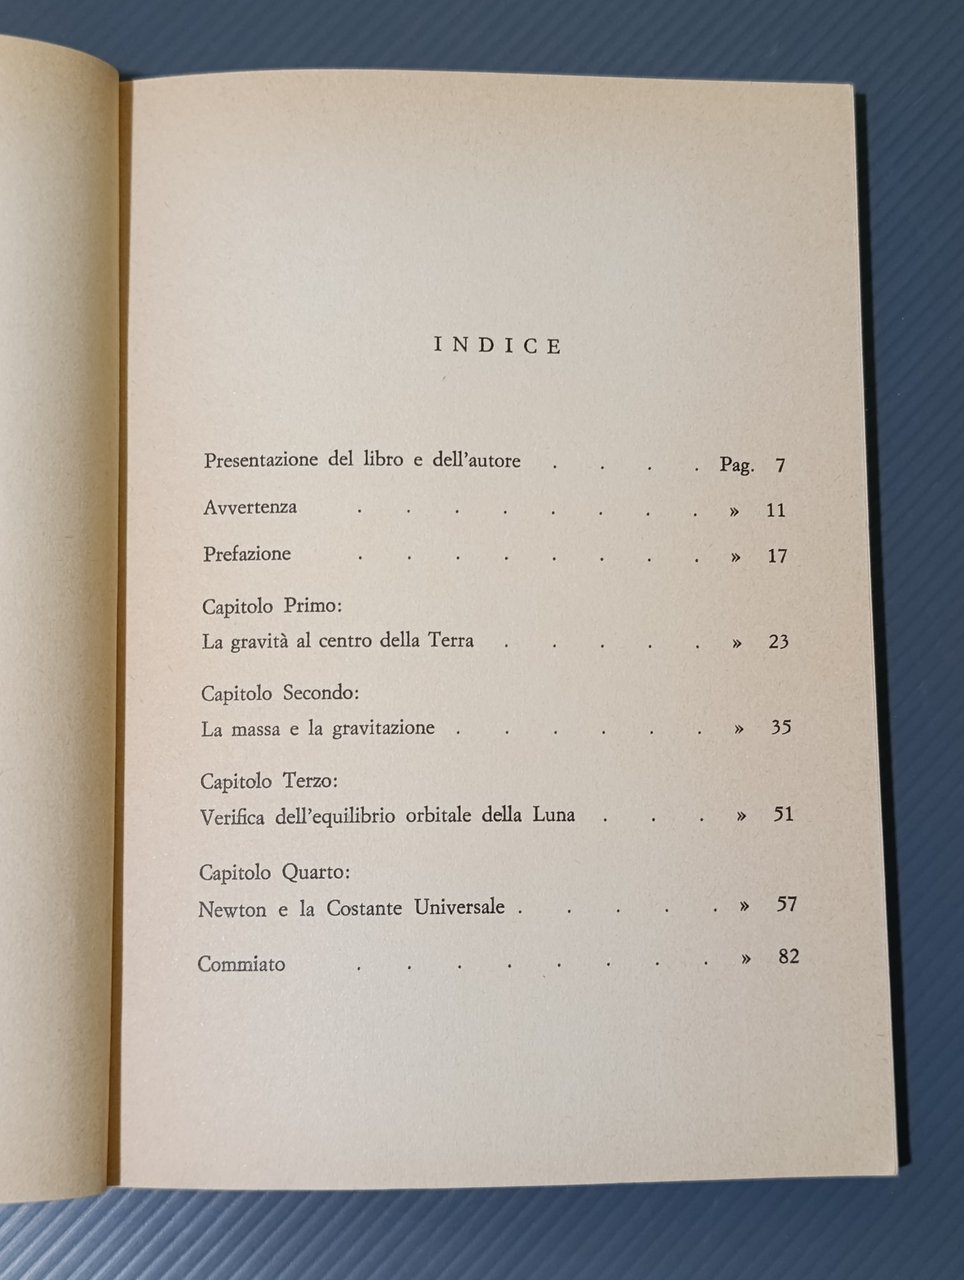 INDICE
Presentazione del libro e dell'autore . . . . Pag. 7
Avvertenza . . . . . . . . » 11
Prefazione . . . . . . . . » 17
Capitolo Primo:
La gravità al centro della Terra . . . . . » 23
Capitolo Secondo:
La massa e la gravitazione . . . . . . » 35
Capitolo Terzo:
Verifica dell'equilibrio orbitale della Luna . . . » 51
Capitolo Quarto:
Newton e la Costante Universale . . . . . » 57
Commiato . . . . . . . . » 82